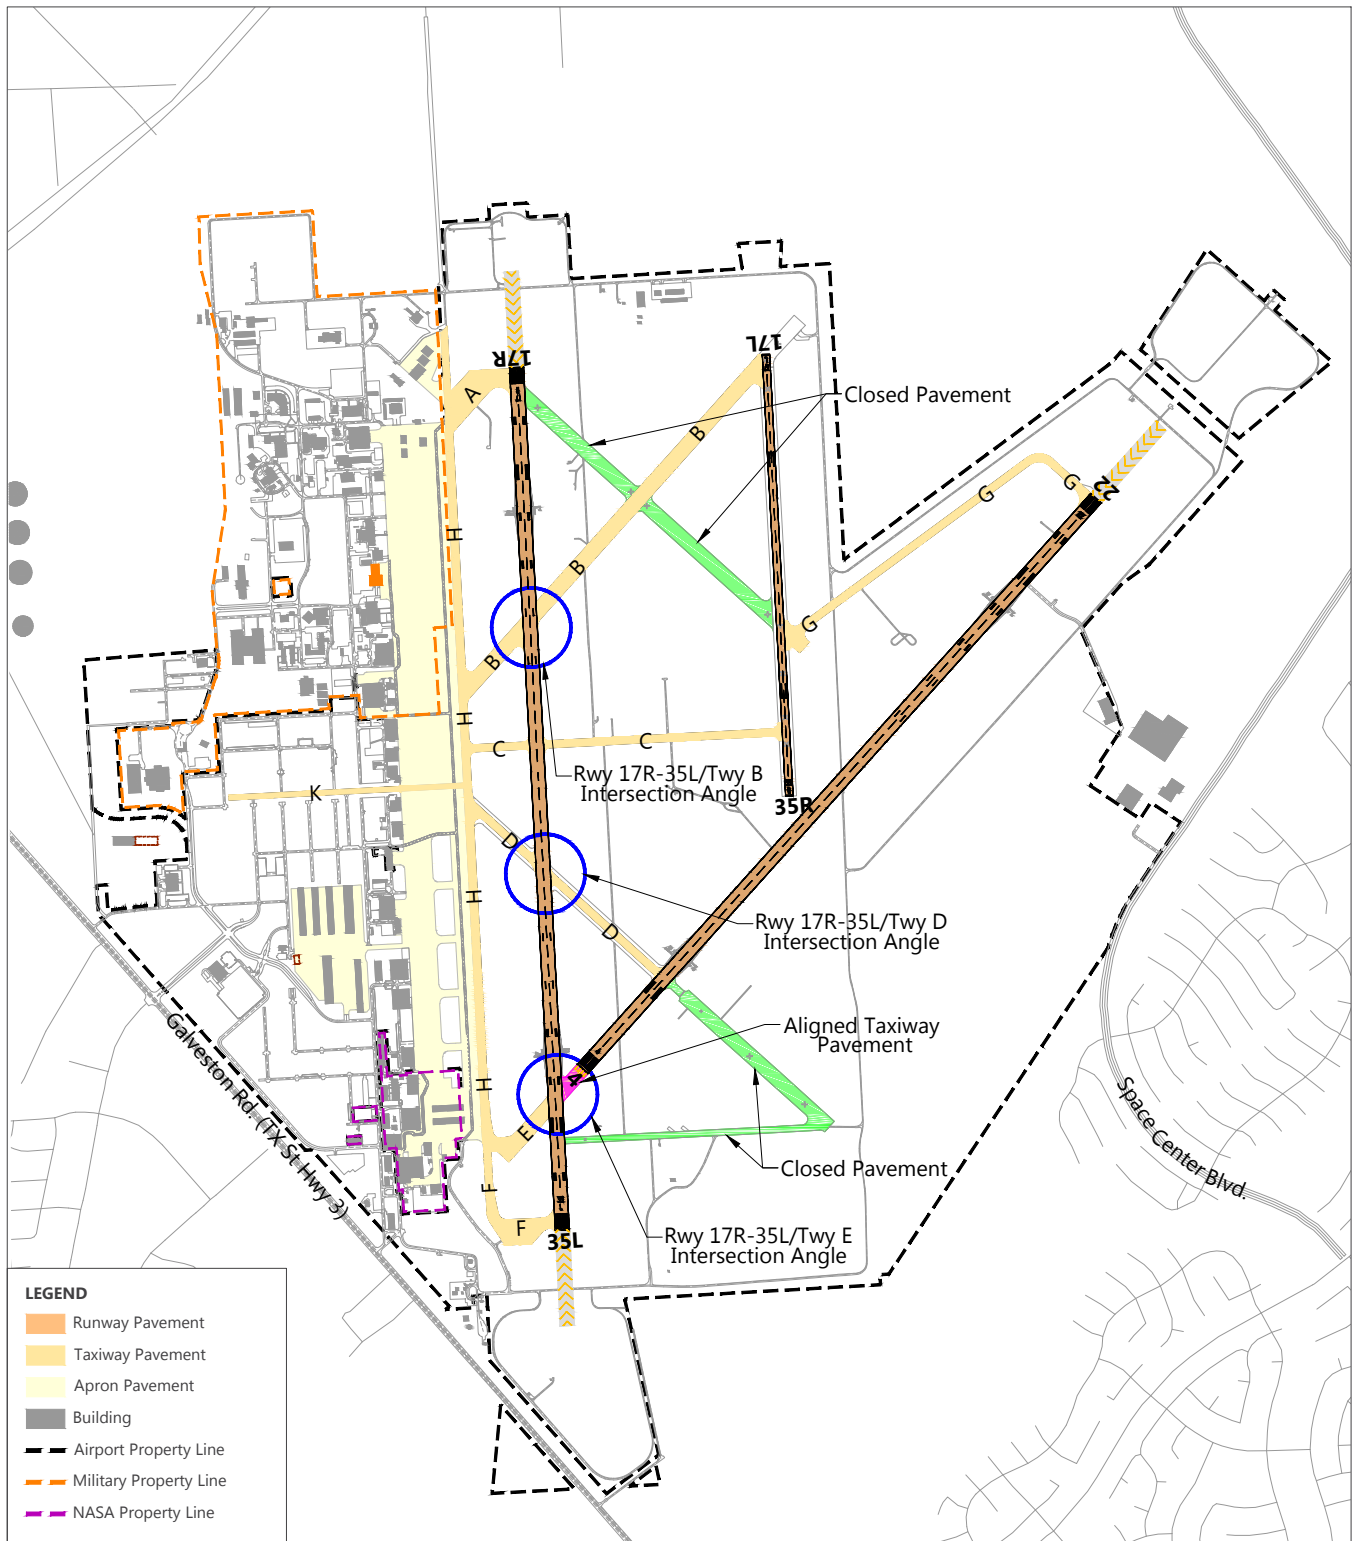 17R
17L
A
Closed Pavement
B
G
G
22
H
B
G
B
H
C
C
Rwy 17R-35L/Twy B
Intersection Angle
K
35R
D
H
D
Rwy 17R-35L/Twy D
Intersection Angle
Aligned Taxiway
Pavement
4
H
E
Closed Pavement
F
F
35L
Rwy 17R-35L/Twy E
Intersection Angle
Galveston Rd. (TX St Hwy 3)
Space Center Blvd.
LEGEND
Runway Pavement
Taxiway Pavement
Apron Pavement
Building
Airport Property Line
Military Property Line
NASA Property Line